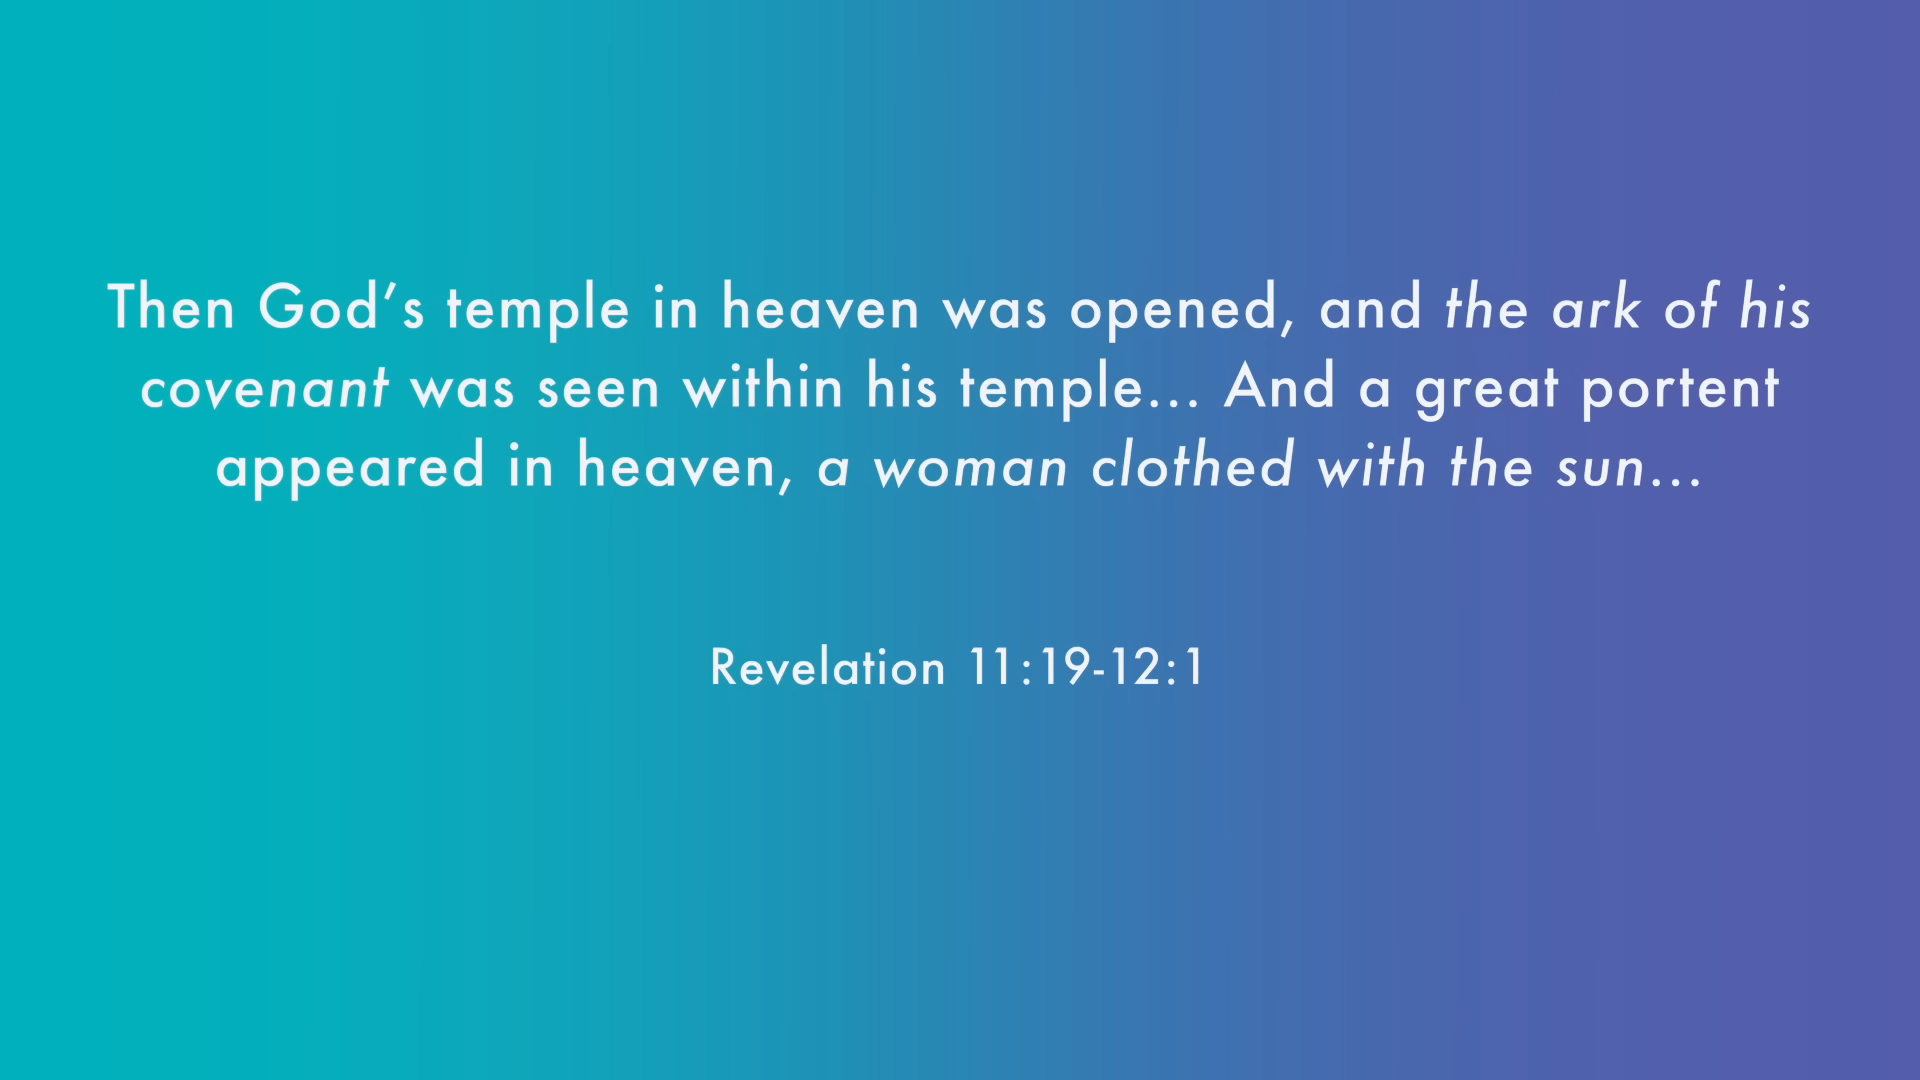 Then God’s temple in heaven was opened, and the ark of his
covenant was seen within his temple... And a great portent
appeared in heaven, a woman clothed with the sun...
Revelation 11:19-12:1